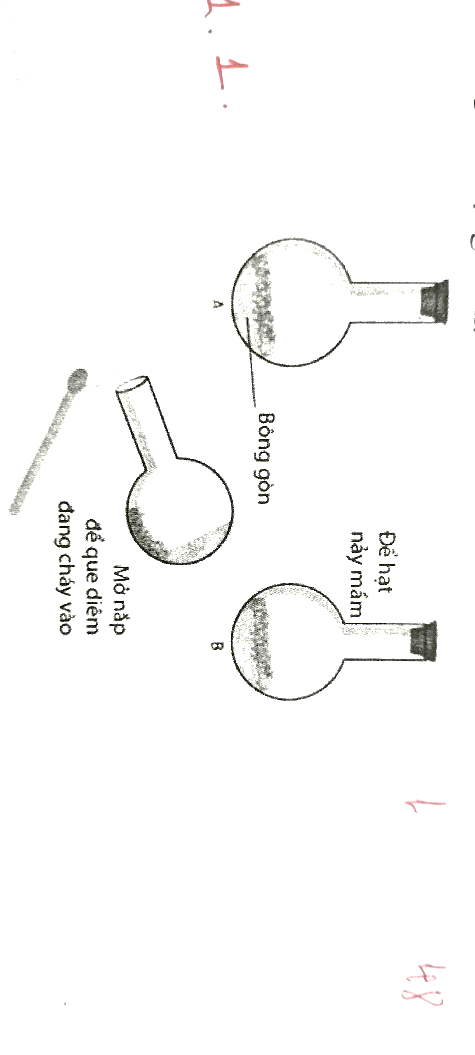 1.
A
Bông gòn
Để hạt
nảy mầm
B
Mở nắp
để que diêm
đang cháy vào
1
48